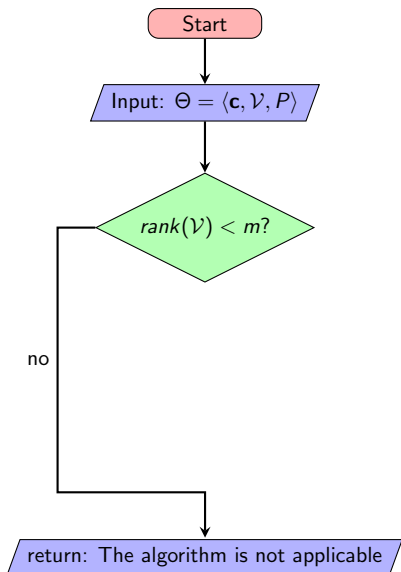 Start
Input: Θ = ⟨𝐜, 𝒱, P⟩
rank(𝒱) < m?
no
return: The algorithm is not applicable